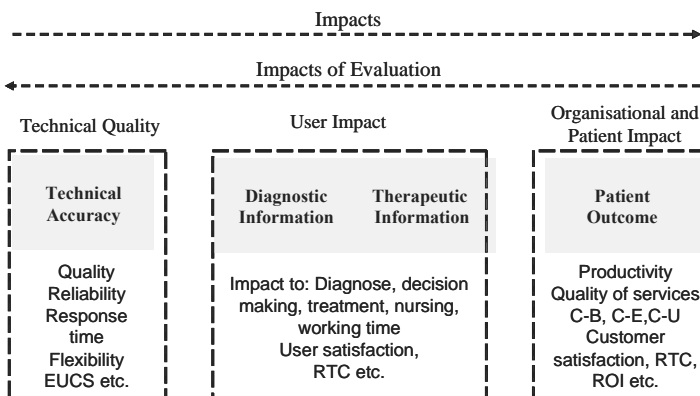 Impacts
Impacts of Evaluation
Technical Quality
User Impact
Organisational and
Patient Impact
Technical
Accuracy
Diagnostic
Information
Therapeutic
Information
Patient
Outcome
Quality
Reliability
Response
time
Flexibility
EUCS etc.
Impact to: Diagnose, decision
making, treatment, nursing,
working time
User satisfaction,
RTC etc.
Productivity
Quality of services
C-B, C-E,C-U
Customer
satisfaction, RTC,
ROI etc.